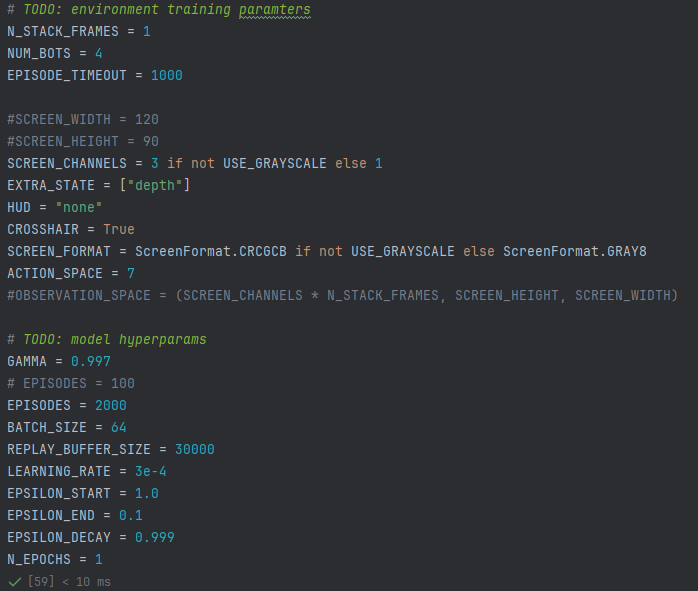 # TODO: environment training paramters
N_STACK_FRAMES = 1
NUM_BOTS = 4
EPISODE_TIMEOUT = 1000
#SCREEN_WIDTH = 120
#SCREEN_HEIGHT = 90
SCREEN_CHANNELS = 3 if not USE_GRAYSCALE else 1
EXTRA_STATE = ["depth"]
HUD = "none"
CROSSHAIR = True
SCREEN_FORMAT = ScreenFormat.CRCGCB if not USE_GRAYSCALE else ScreenFormat.GRAY8
ACTION_SPACE = 7
#OBSERVATION_SPACE = (SCREEN_CHANNELS * N_STACK_FRAMES, SCREEN_HEIGHT, SCREEN_WIDTH)
# TODO: model hyperparams
GAMMA = 0.997
# EPISODES = 100
EPISODES = 2000
BATCH_SIZE = 64
REPLAY_BUFFER_SIZE = 30000
LEARNING_RATE = 3e-4
EPSILON_START = 1.0
EPSILON_END = 0.1
EPSILON_DECAY = 0.999
N_EPOCHS = 1
[59] < 10 ms